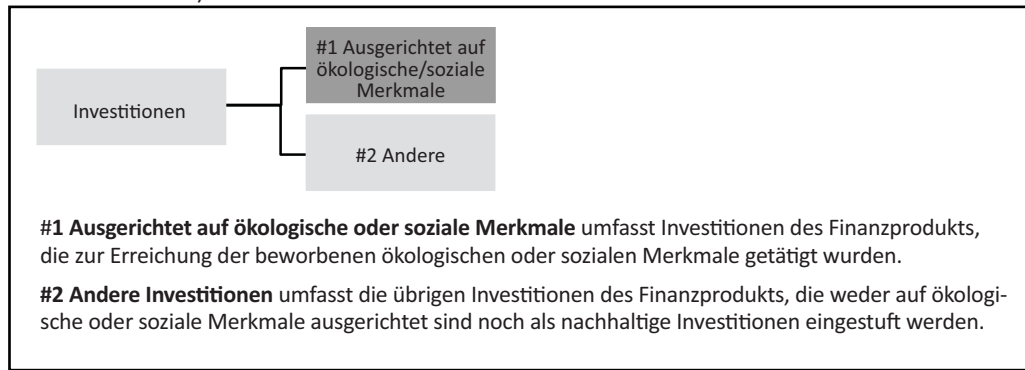 #1 Ausgerichtet auf
ökologische/soziale
Merkmale
Investitionen
#2 Andere
#1 Ausgerichtet auf ökologische oder soziale Merkmale umfasst Investitionen des Finanzprodukts,
die zur Erreichung der beworbenen ökologischen oder sozialen Merkmale getätigt wurden.
#2 Andere Investitionen umfasst die übrigen Investitionen des Finanzprodukts, die weder auf ökologi-
sche oder soziale Merkmale ausgerichtet sind noch als nachhaltige Investitionen eingestuft werden.